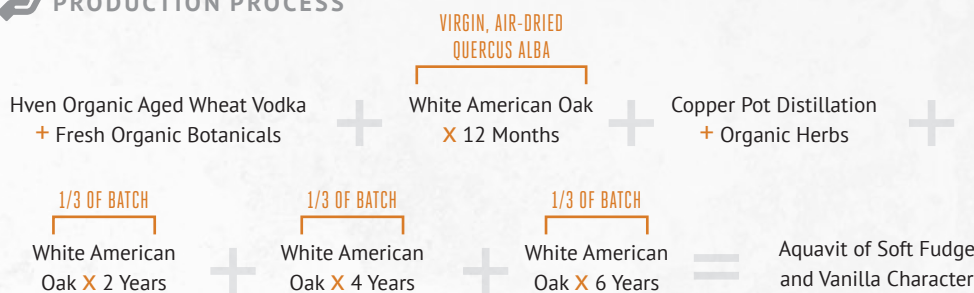 PRODUCTION PROCESS
VIRGIN, AIR-DRIED
QUERCUS ALBA
Hven Organic Aged Wheat Vodka
+ Fresh Organic Botanicals
+
White American Oak
X 12 Months
+
Copper Pot Distillation
+ Organic Herbs
+
1/3 OF BATCH
White American
Oak X 2 Years
+
1/3 OF BATCH
White American
Oak X 4 Years
+
1/3 OF BATCH
White American
Oak X 6 Years
=
Aquavit of Soft Fudge
and Vanilla Character